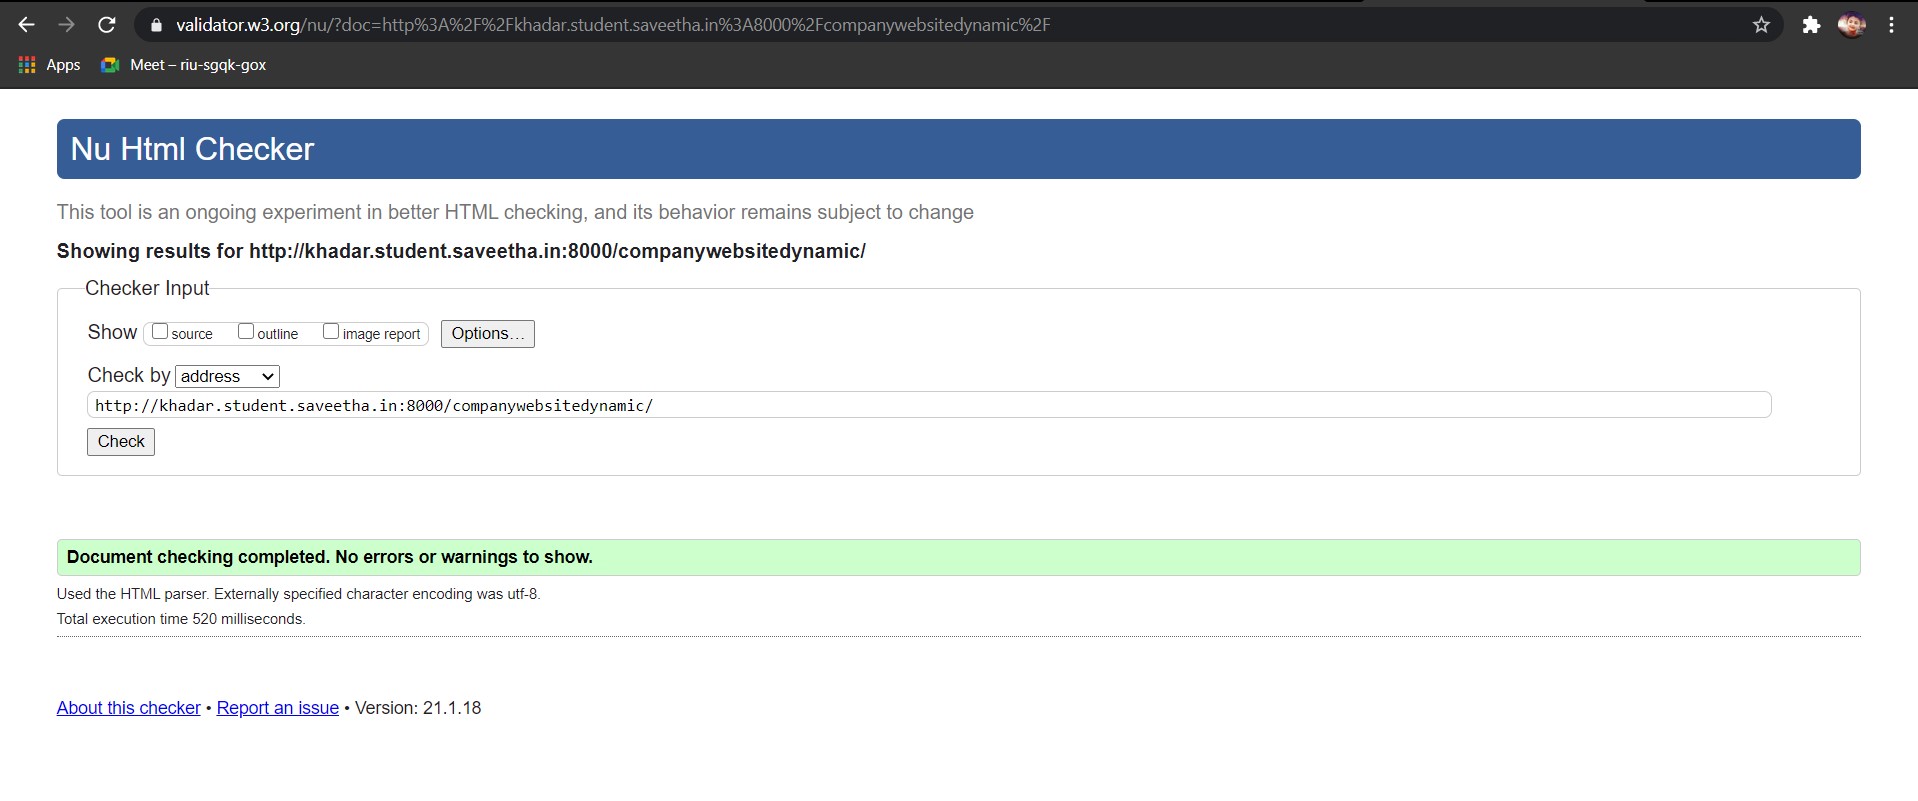 validator.w3.org/nu/?doc=http%3A%2F%2Fkhadar.student.saveetha.in%3A8000%2Fcompanywebsitedynamic%2F
Apps Meet – riu-sgqk-gox
Nu Html Checker
This tool is an ongoing experiment in better HTML checking, and its behavior remains subject to change
Showing results for http://khadar.student.saveetha.in:8000/companywebsitedynamic/
Checker Input
Show source outline image report Options...
Check by address
http://khadar.student.saveetha.in:8000/companywebsitedynamic/
Check
Document checking completed. No errors or warnings to show.
Used the HTML parser. Externally specified character encoding was utf-8.
Total execution time 520 milliseconds.
About this checker • Report an issue • Version: 21.1.18